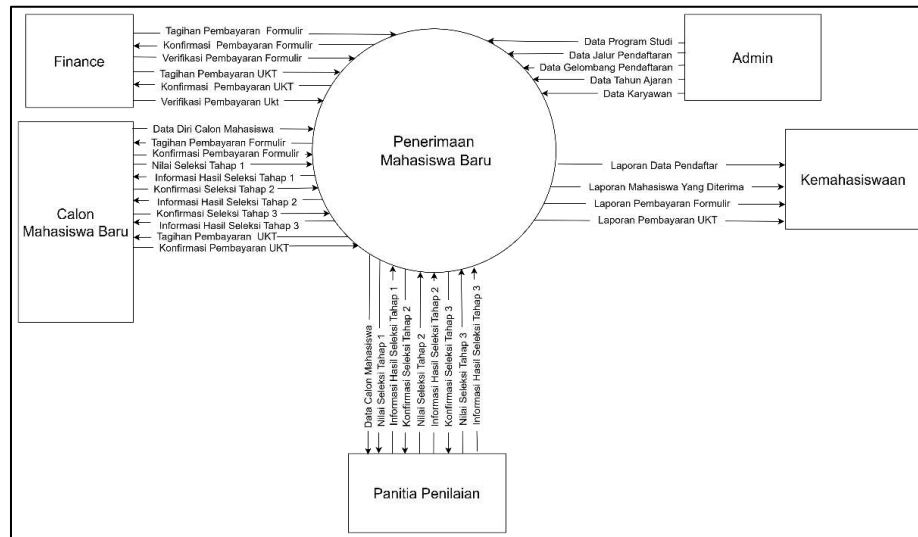 Finance
Tagihan Pembayaran Formulir
Konfirmasi Pembayaran Formulir
Verifikasi Pembayaran Formulir
Tagihan Pembayaran UKT
Konfirmasi Pembayaran UKT
Verifikasi Pembayaran Ukt
Calon
Mahasiswa Baru
Data Diri Calon Mahasiswa
Tagihan Pembayaran Formulir
Konfirmasi Pembayaran Formulir
Nilai Seleksi Tahap 1
Informasi Hasil Seleksi Tahap 1
Konfirmasi Seleksi Tahap 2
Informasi Hasil Seleksi Tahap 2
Konfirmasi Seleksi Tahap 3
Informasi Hasil Seleksi Tahap 3
Tagihan Pembayaran UKT
Konfirmasi Pembayaran UKT
Penerimaan
Mahasiswa Baru
Data Program Studi
Data Jalur Pendaftaran
Data Gelombang Pendaftaran
Data Tahun Ajaran
Data Karyawan
Admin
Laporan Data Pendaftar
Laporan Mahasiswa Yang Diterima
Laporan Pembayaran Formulir
Laporan Pembayaran UKT
Kemahasiswaan
Data Calon Mahasiswa
Nilai Seleksi Tahap 1
Informasi Hasil Seleksi Tahap 1
Konfirmasi Seleksi Tahap 2
Nilai Seleksi Tahap 2
Informasi Hasil Seleksi Tahap 2
Konfirmasi Seleksi Tahap 3
Nilai Seleksi Tahap 3
Informasi Hasil Seleksi Tahap 3
Panitia Penilaian